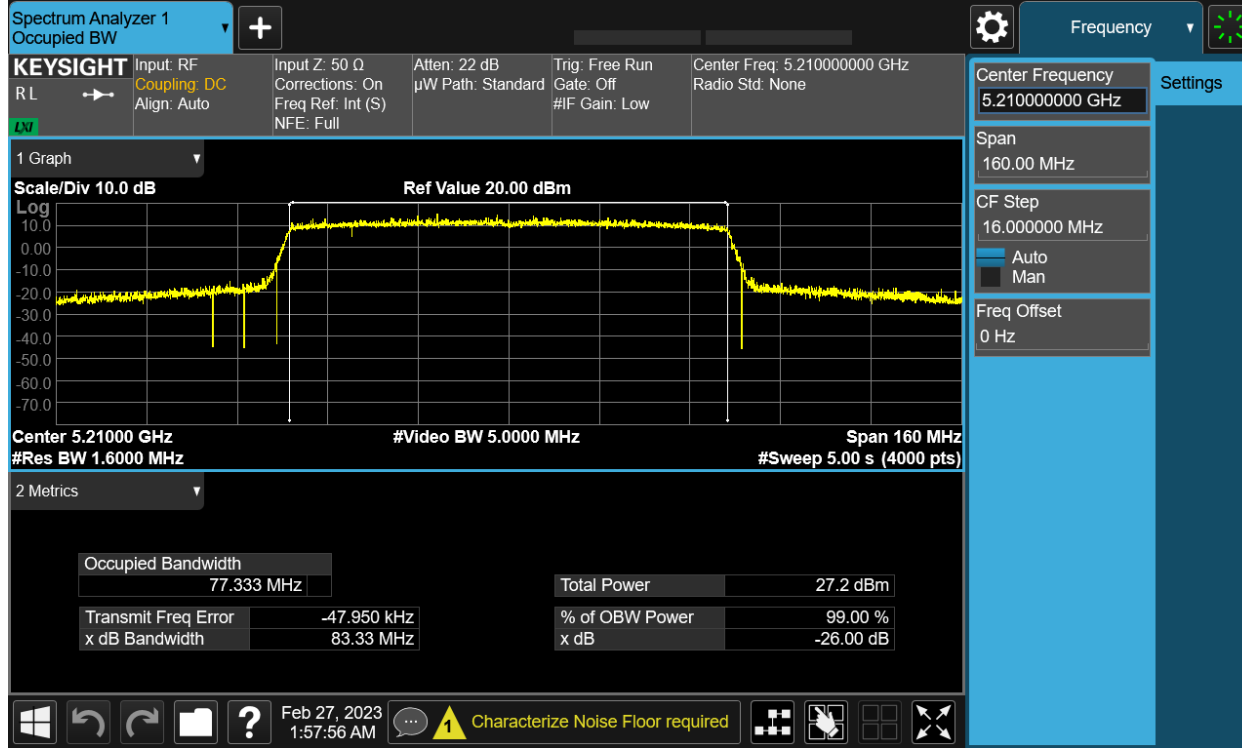 Spectrum Analyzer 1
Occupied BW
Frequency
KEYSIGHT
R L
LXI
Input: RF
Coupling: DC
Align: Auto
Input Z: 50 Ω
Corrections: On
Freq Ref: Int (S)
NFE: Full
Atten: 22 dB
µW Path: Standard
Trig: Free Run
Gate: Off
#IF Gain: Low
Center Freq: 5.210000000 GHz
Radio Std: None
Center Frequency
5.210000000 GHz
Settings
Span
160.00 MHz
CF Step
16.000000 MHz
Auto
Man
Freq Offset
0 Hz
1 Graph
Scale/Div 10.0 dB
Ref Value 20.00 dBm
Log
10.0
0.00
-10.0
-20.0
-30.0
-40.0
-50.0
-60.0
-70.0
Center 5.21000 GHz
#Video BW 5.0000 MHz
Span 160 MHz
#Res BW 1.6000 MHz
#Sweep 5.00 s (4000 pts)
2 Metrics
Occupied Bandwidth
77.333 MHz
Total Power 27.2 dBm
Transmit Freq Error -47.950 kHz
% of OBW Power 99.00 %
x dB Bandwidth 83.33 MHz
x dB -26.00 dB
?
Feb 27, 2023
1:57:56 AM
1
Characterize Noise Floor required